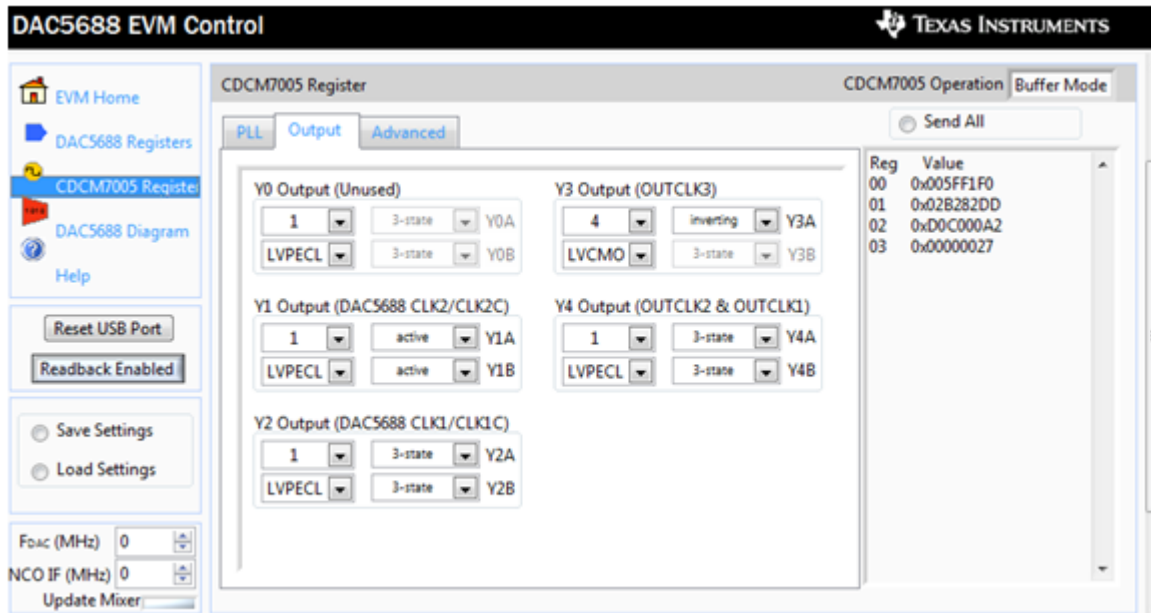 DAC5688 EVM Control
TEXAS INSTRUMENTS
EVM Home
DAC5688 Registers
CDCM7005 Registe
DAC5688 Diagram
Help
Reset USB Port
Readback Enabled
Save Settings
Load Settings
FDAC (MHz) 0
NCO IF (MHz) 0
Update Mixer
CDCM7005 Register
CDCM7005 Operation Buffer Mode
PLL Output Advanced
Send All
Y0 Output (Unused)
1 3-state Y0A
LVPECL 3-state Y0B
Y1 Output (DAC5688 CLK2/CLK2C)
1 active Y1A
LVPECL active Y1B
Y2 Output (DAC5688 CLK1/CLK1C)
1 3-state Y2A
LVPECL 3-state Y2B
Y3 Output (OUTCLK3)
4 inverting Y3A
LVCMO 3-state Y3B
Y4 Output (OUTCLK2 & OUTCLK1)
1 3-state Y4A
LVPECL 3-state Y4B
Reg Value
00 0x005FF1F0
01 0x02B282DD
02 0xD0C000A2
03 0x00000027